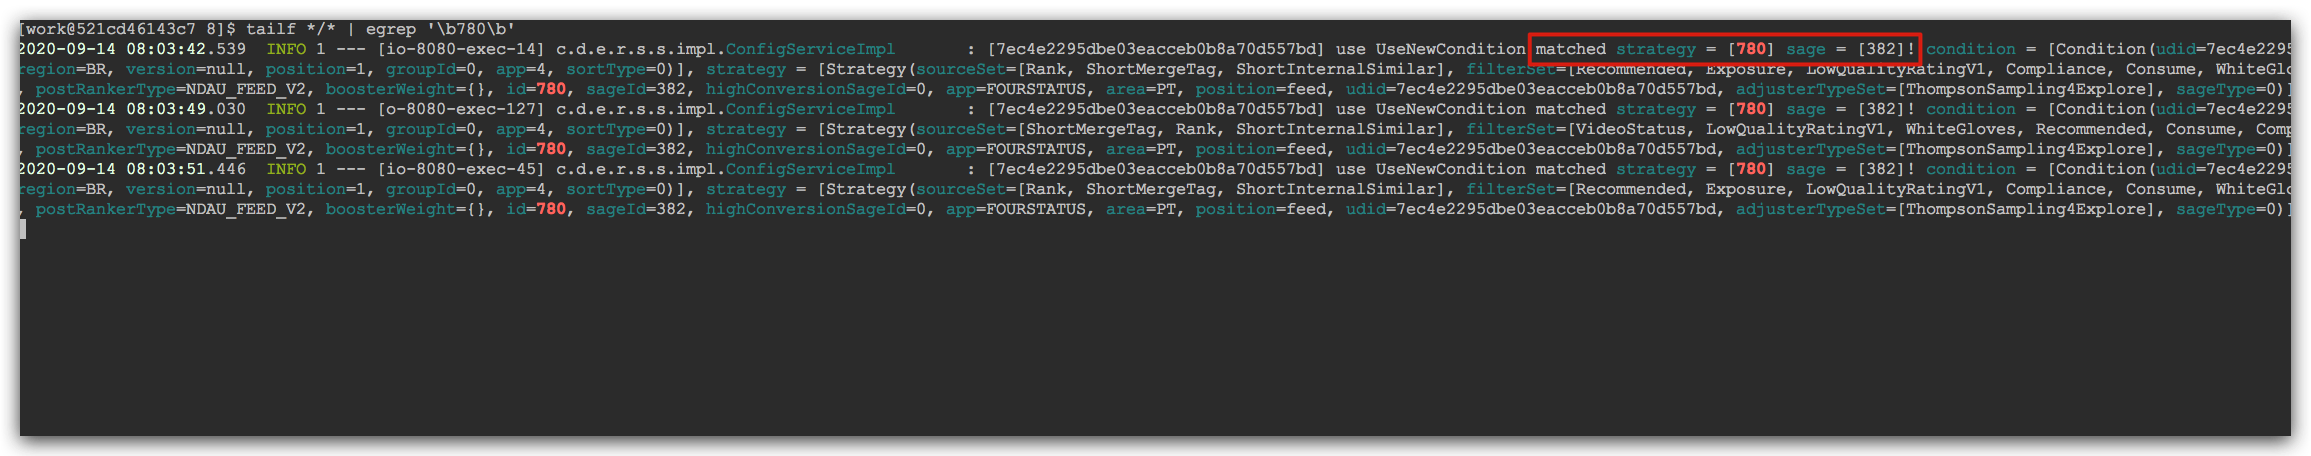 [work@521cd46143c7 8]$ tailf */* | egrep '\b780\b'
2020-09-14 08:03:42.539  INFO 1 --- [io-8080-exec-14] c.d.e.r.s.s.impl.ConfigServiceImpl       : [7ec4e2295dbe03eacceb0b8a70d557bd] use UseNewCondition matched strategy = [780] sage = [382]! condition = [Condition(udid=7ec4e2295
region=BR, version=null, position=1, groupId=0, app=4, sortType=0)], strategy = [Strategy(sourceSet=[Rank, ShortMergeTag, ShortInternalSimilar], filterSet=[Recommended, Exposure, LowQualityRatingV1, Compliance, Consume, WhiteGlo
, postRankerType=NDAU_FEED_V2, boosterWeight={}, id=780, sageId=382, highConversionSageId=0, app=FOURSTATUS, area=PT, position=feed, udid=7ec4e2295dbe03eacceb0b8a70d557bd, adjusterTypeSet=[ThompsonSampling4Explore], sageType=0)]
2020-09-14 08:03:49.030  INFO 1 --- [o-8080-exec-127] c.d.e.r.s.s.impl.ConfigServiceImpl       : [7ec4e2295dbe03eacceb0b8a70d557bd] use UseNewCondition matched strategy = [780] sage = [382]! condition = [Condition(udid=7ec4e2295
region=BR, version=null, position=1, groupId=0, app=4, sortType=0)], strategy = [Strategy(sourceSet=[ShortMergeTag, Rank, ShortInternalSimilar], filterSet=[VideoStatus, LowQualityRatingV1, WhiteGloves, Recommended, Consume, Comp
, postRankerType=NDAU_FEED_V2, boosterWeight={}, id=780, sageId=382, highConversionSageId=0, app=FOURSTATUS, area=PT, position=feed, udid=7ec4e2295dbe03eacceb0b8a70d557bd, adjusterTypeSet=[ThompsonSampling4Explore], sageType=0)]
2020-09-14 08:03:51.446  INFO 1 --- [io-8080-exec-45] c.d.e.r.s.s.impl.ConfigServiceImpl       : [7ec4e2295dbe03eacceb0b8a70d557bd] use UseNewCondition matched strategy = [780] sage = [382]! condition = [Condition(udid=7ec4e2295
region=BR, version=null, position=1, groupId=0, app=4, sortType=0)], strategy = [Strategy(sourceSet=[Rank, ShortMergeTag, ShortInternalSimilar], filterSet=[Recommended, Exposure, LowQualityRatingV1, Compliance, Consume, WhiteGlo
, postRankerType=NDAU_FEED_V2, boosterWeight={}, id=780, sageId=382, highConversionSageId=0, app=FOURSTATUS, area=PT, position=feed, udid=7ec4e2295dbe03eacceb0b8a70d557bd, adjusterTypeSet=[ThompsonSampling4Explore], sageType=0)]